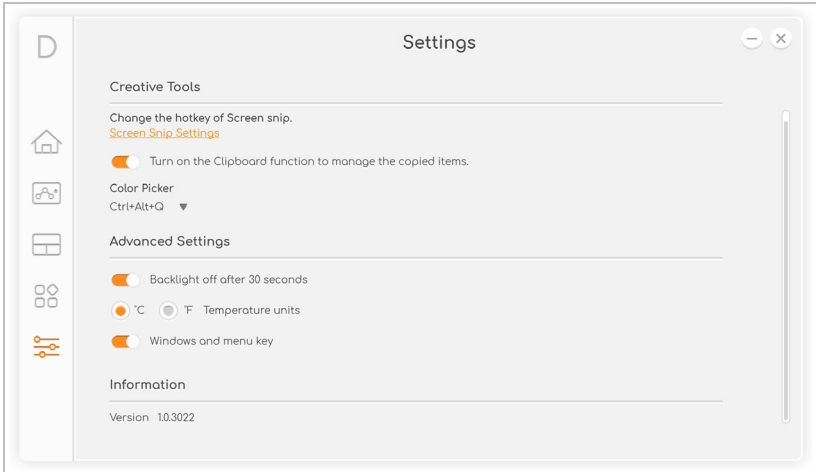 D
Settings
Creative Tools
Change the hotkey of Screen snip.
Screen Snip Settings
Turn on the Clipboard function to manage the copied items.
Color Picker
Ctrl+Alt+Q
Advanced Settings
Backlight off after 30 seconds
°C °F Temperature units
Windows and menu key
Information
Version 1.0.3022